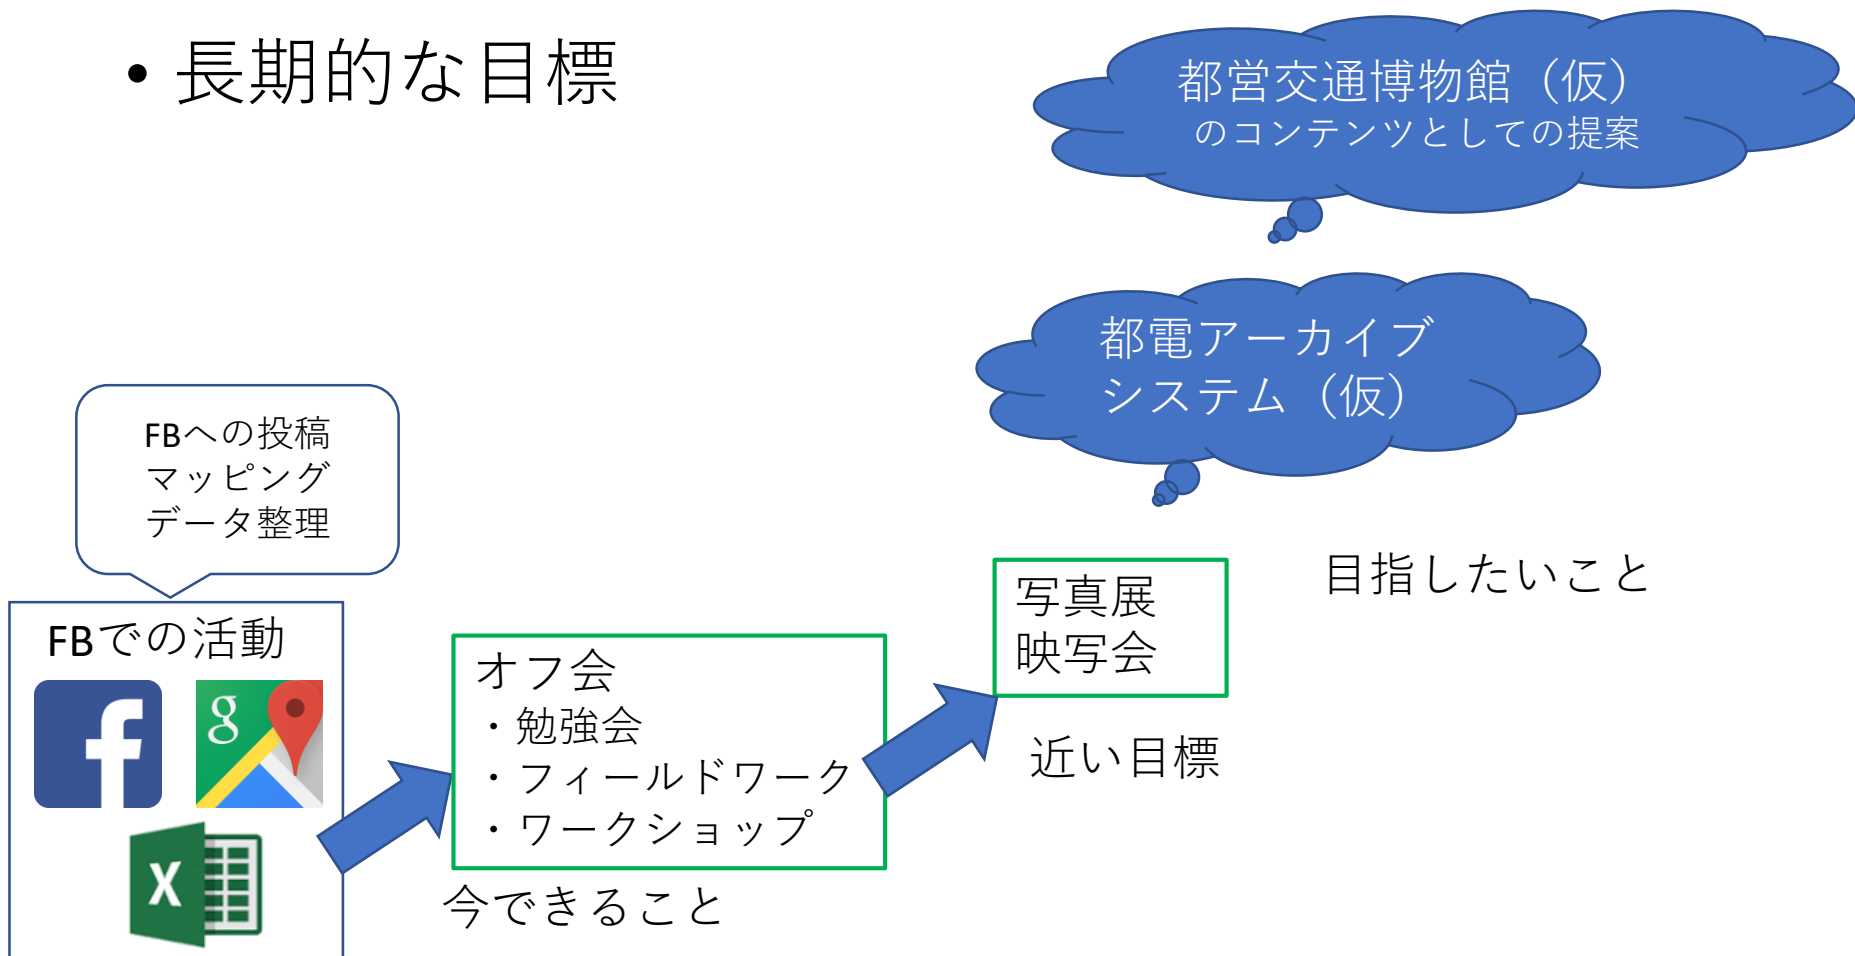 • 長期的な目標
都営交通博物館（仮）
のコンテンツとしての提案
都電アーカイブ
システム（仮）
FBへの投稿
マッピング
データ整理
目指したいこと
写真展
映写会
近い目標
FBでの活動
f
g
X
オフ会
・勉強会
・フィールドワーク
・ワークショップ
今できること